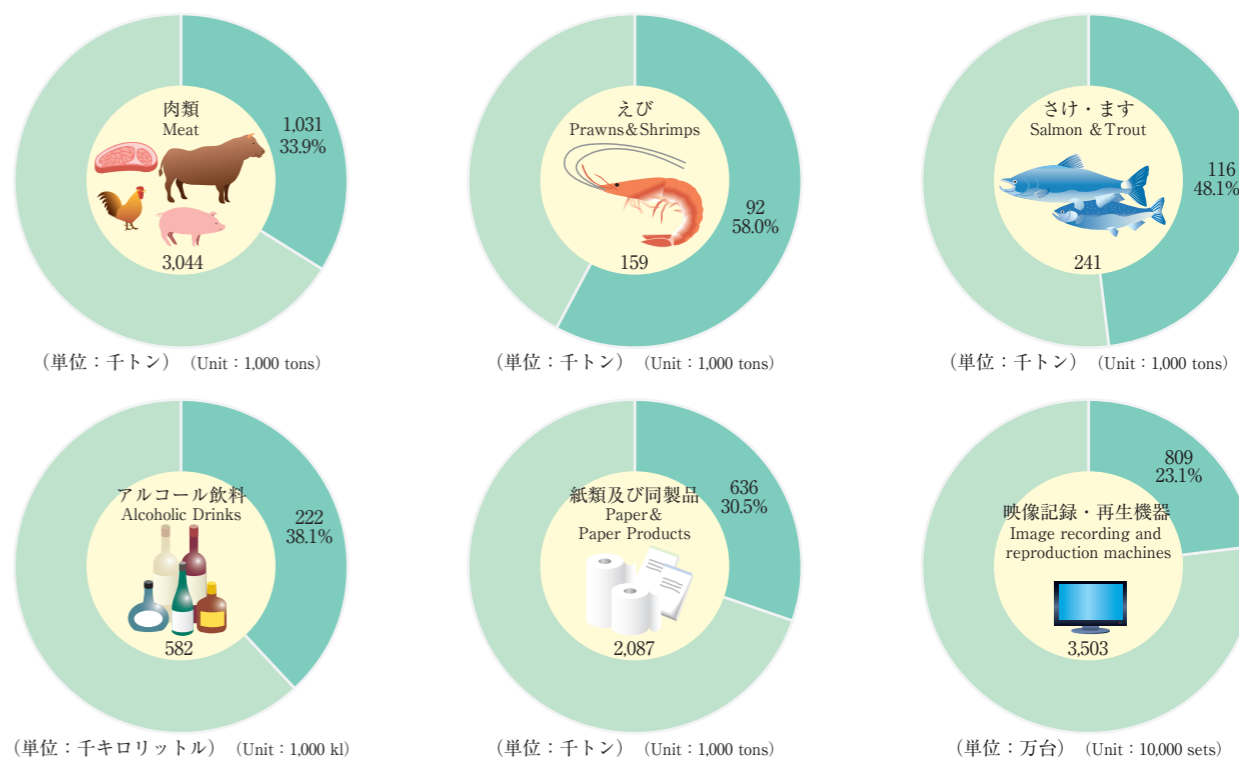 肉類
Meat
1,031
33.9%
3,044
(単位：千トン) (Unit：1,000 tons)
えび
Prawns&Shrimps
92
58.0%
159
(単位：千トン) (Unit：1,000 tons)
さけ・ます
Salmon &Trout
116
48.1%
241
(単位：千トン) (Unit：1,000 tons)
アルコール飲料
Alcoholic Drinks
222
38.1%
582
(単位：千キロリットル) (Unit：1,000 kl)
紙類及び同製品
Paper&
Paper Products
636
30.5%
2,087
(単位：千トン) (Unit：1,000 tons)
映像記録・再生機器
Image recording and
reproduction machines
809
23.1%
3,503
(単位：万台) (Unit：10,000 sets)